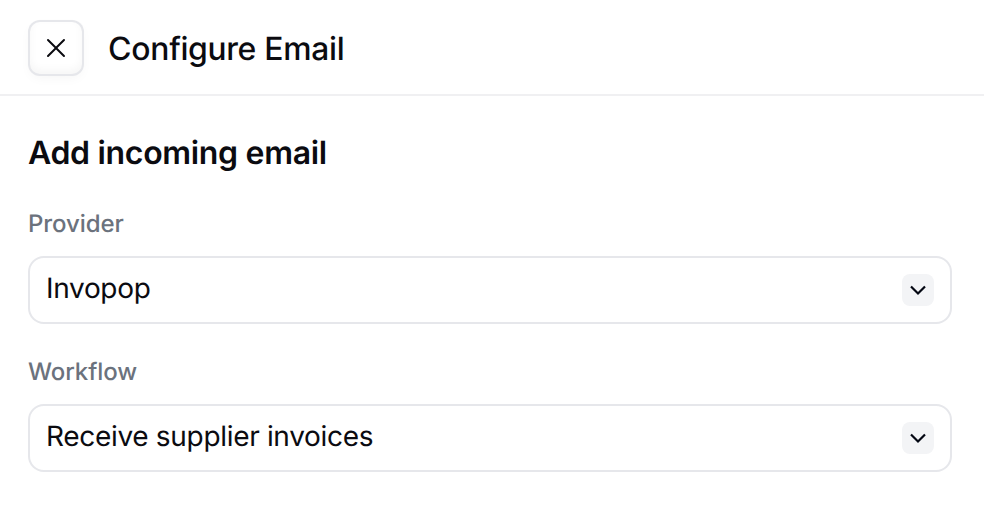 Configure Email
Add incoming email
Provider
Invopop
Workflow
Receive supplier invoices